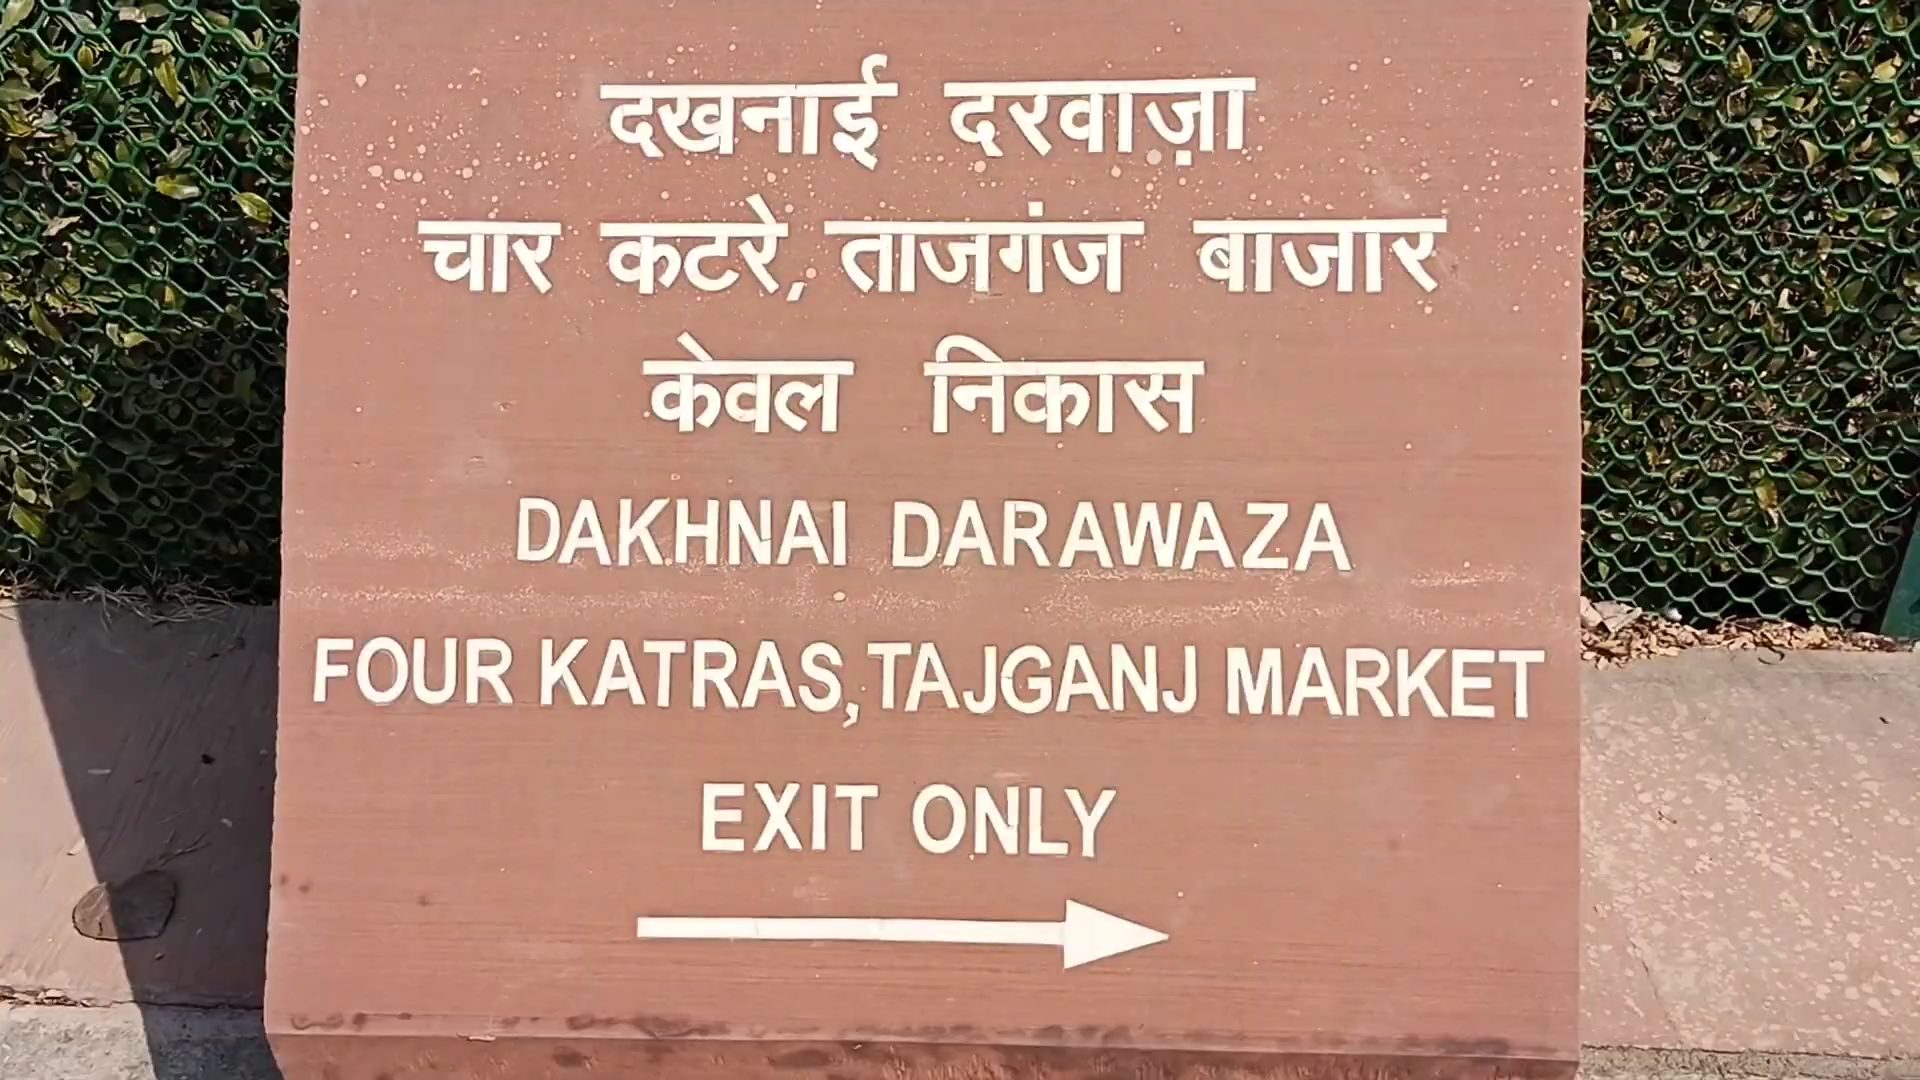 दखनाई दरवाज़ा
चार कटरे, ताजगंज बाजार
केवल निकास
DAKHNAI DARAWAZA
FOUR KATRAS,TAJGANJ MARKET
EXIT ONLY